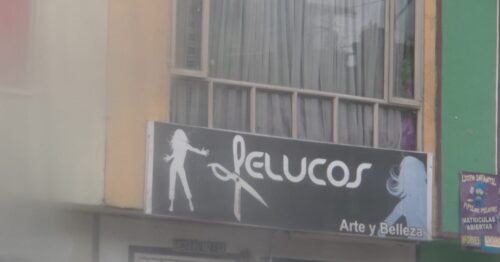 PELUCOS
Arte y Belleza
MATRICULAS
ABIERTAS